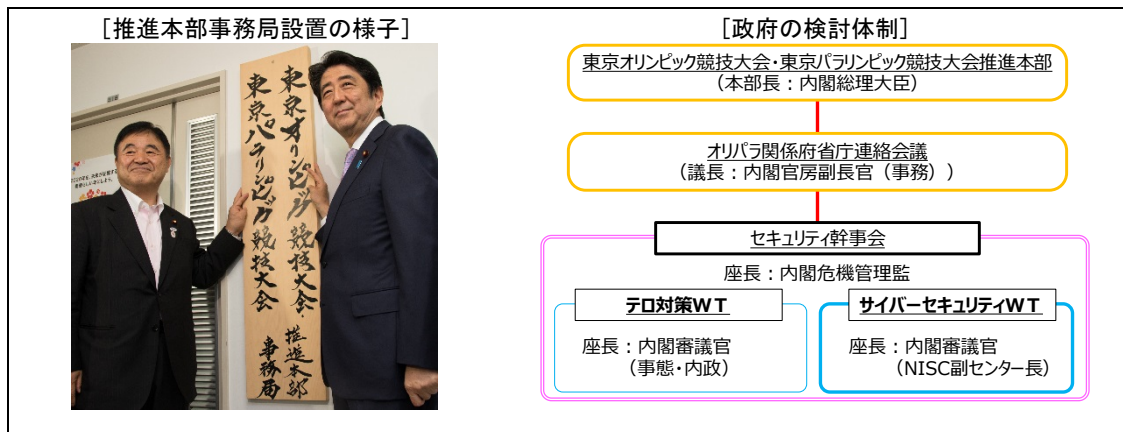 [推進本部事務局設置の様子]
東京オリンピック競技大会・
東京パラリンピック競技大会
推進本部
事務局
[政府の検討体制]
東京オリンピック競技大会・東京パラリンピック競技大会推進本部
(本部長:内閣総理大臣)
オリパラ関係府省庁連絡会議
(議長:内閣官房副長官(事務))
セキュリティ幹事会
座長:内閣危機管理監
テロ対策WT
座長:内閣審議官
(事態・内政)
サイバーセキュリティWT
座長:内閣審議官
(NISC副センター長)